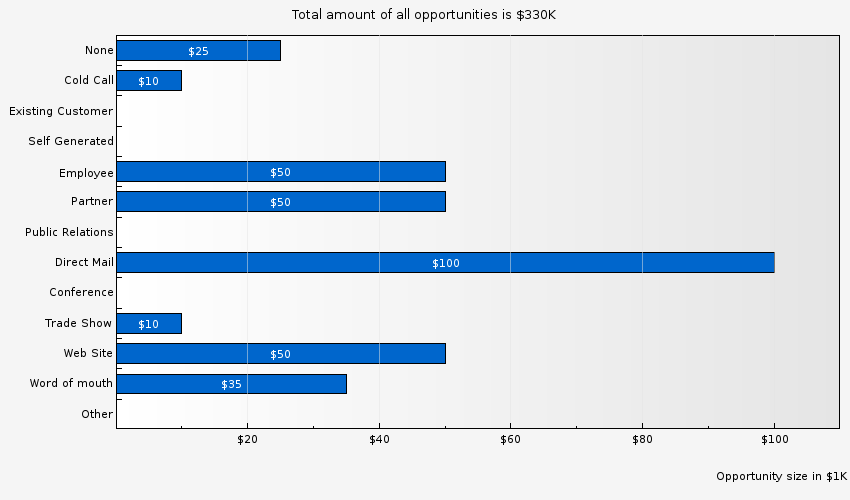 Total amount of all opportunities is $330K
None $25
Cold Call $10
Existing Customer
Self Generated
Employee $50
Partner $50
Public Relations
Direct Mail $100
Conference
Trade Show $10
Web Site $50
Word of mouth $35
Other
$20 $40 $60 $80 $100
Opportunity size in $1K